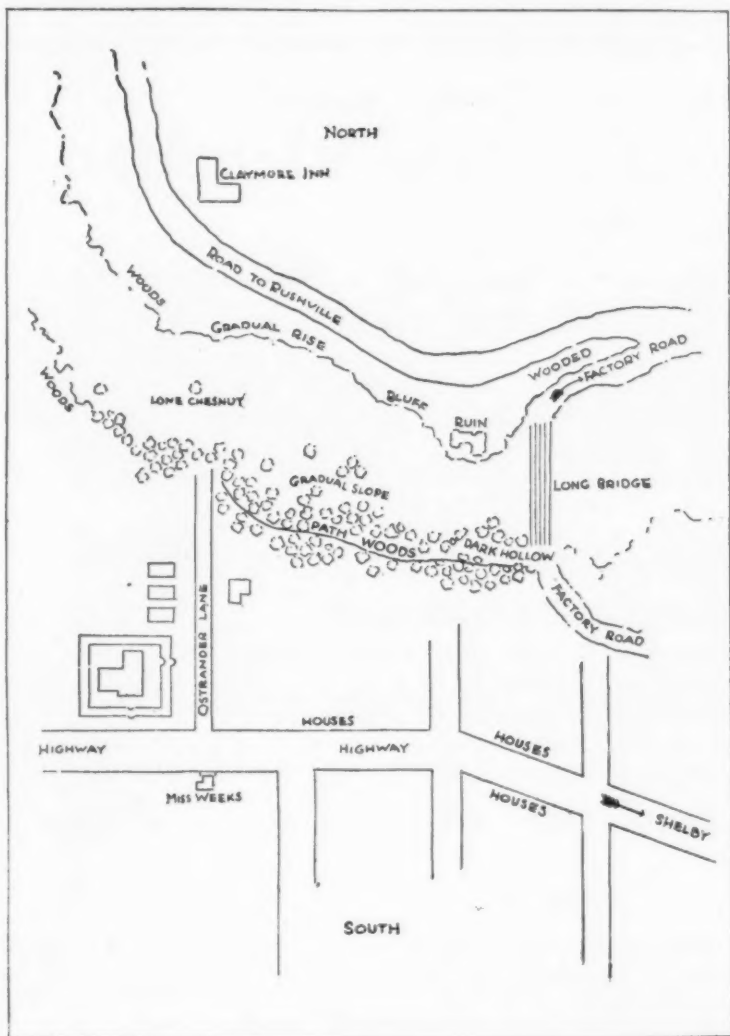 NORTH
CLAYMORE INN
ROAD TO RUSHVILLE
WOODS
GRADUAL RISE
WOODED
FACTORY ROAD
WOODS
LONE CHESNUT
BLUFF
RUIN
GRADUAL SLOPE
LONG BRIDGE
PATH WOODS
DARK HOLLOW
FACTORY ROAD
OSTRANDER LANE
HOUSES
HIGHWAY
HIGHWAY
HOUSES
HOUSES
MISS WEEKS
SHELBY
SOUTH